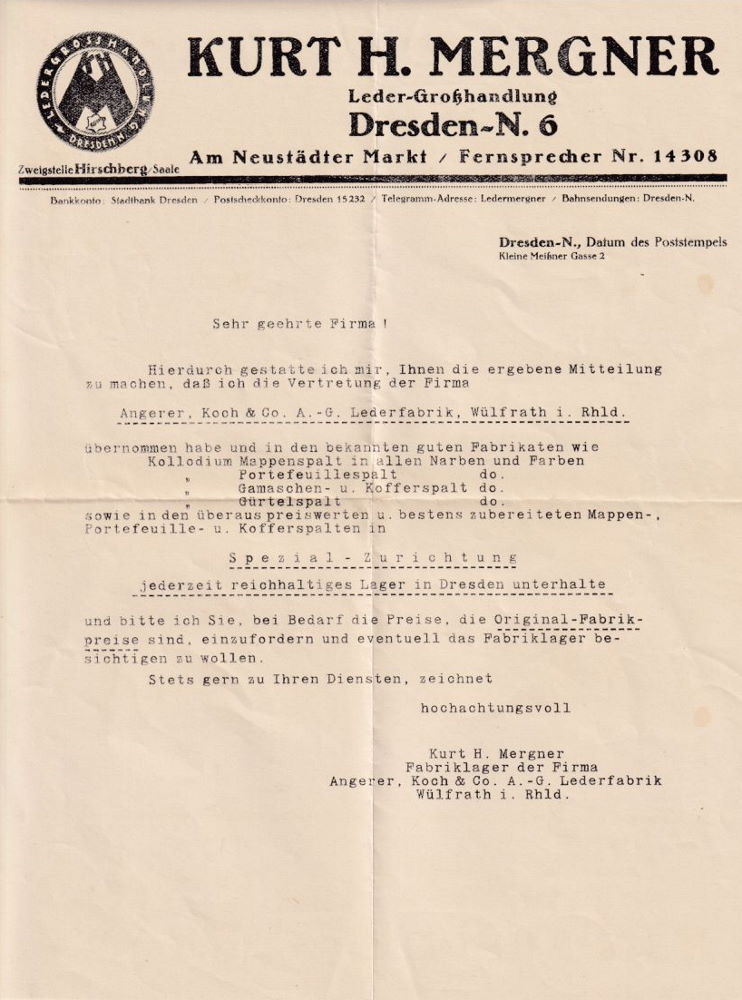 LEDERGROSSHANDLUNG
KHM
DRESDEN N.
KURT H. MERGNER
Leder-Großhandlung
Dresden-N. 6
Am Neustädter Markt / Fernsprecher Nr. 14308
Zweigstelle Hirschberg/Saale
Bankkonto: Stadtbank Dresden / Postscheckkonto: Dresden 15232 / Telegramm-Adresse: Ledermergner / Bahnsendungen: Dresden-N.
Dresden-N., Datum des Poststempels
Kleine Meißner Gasse 2
Sehr geehrte Firma!
Hierdurch gestatte ich mir, Ihnen die ergebene Mitteilung
zu machen, daß ich die Vertretung der Firma
Angerer, Koch & Co. A.-G. Lederfabrik, Wülfrath i. Rhld.
übernommen habe und in den bekannten guten Fabrikaten wie
Kollodium Mappenspalt in allen Narben und Farben
„ Portefeuillespalt do.
„ Gamaschen- u. Kofferspalt do.
„ Gürtelspalt do.
sowie in den überaus preiswerten u. bestens zubereiteten Mappen-,
Portefeuille- u. Kofferspalten in
Spezial-Zurichtung
jederzeit reichhaltiges Lager in Dresden unterhalte
und bitte ich Sie, bei Bedarf die Preise, die Original-Fabrik-
preise sind, einzufordern und eventuell das Fabriklager be-
sichtigen zu wollen.
Stets gern zu Ihren Diensten, zeichnet
hochachtungsvoll
Kurt H. Mergner
Fabriklager der Firma
Angerer, Koch & Co. A.-G. Lederfabrik
Wülfrath i. Rhld.